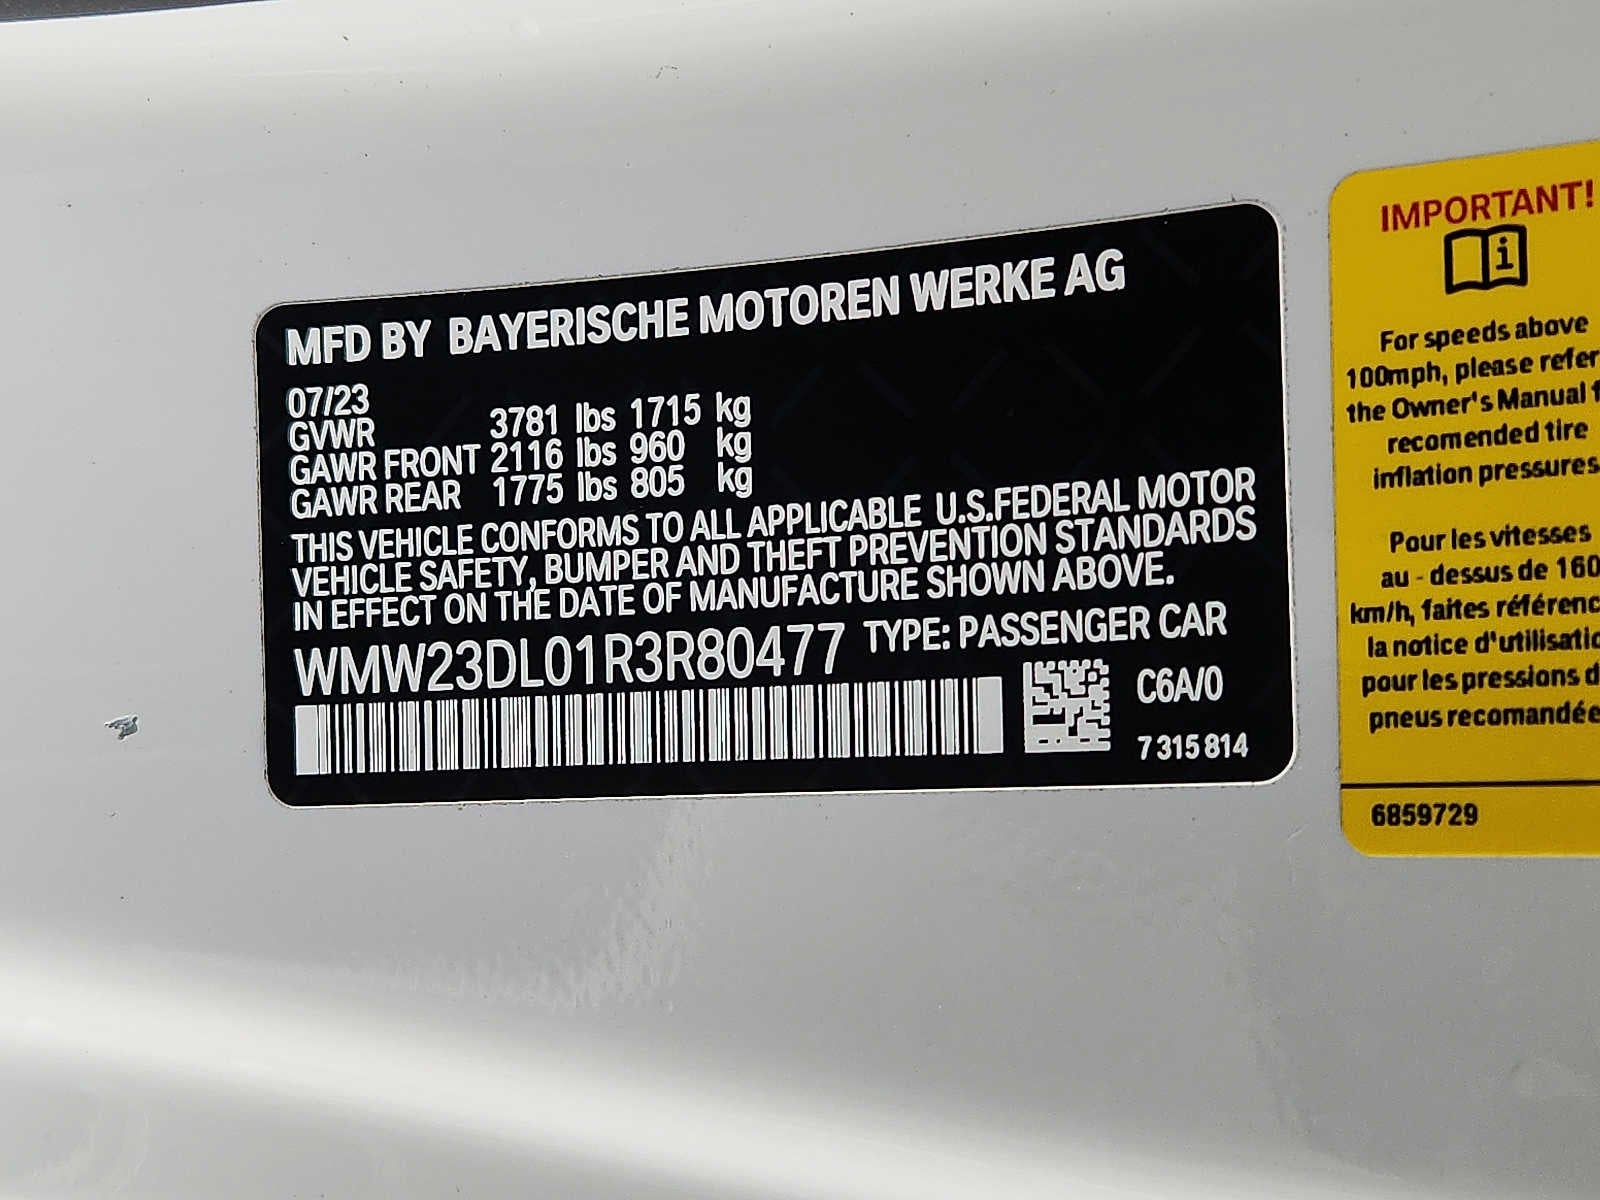 MFD BY BAYERISCHE MOTOREN WERKE AG
07/23
GVWR 3781 lbs 1715 kg
GAWR FRONT 2116 lbs 960 kg
GAWR REAR 1775 lbs 805 kg
THIS VEHICLE CONFORMS TO ALL APPLICABLE U.S.FEDERAL MOTOR
VEHICLE SAFETY, BUMPER AND THEFT PREVENTION STANDARDS
IN EFFECT ON THE DATE OF MANUFACTURE SHOWN ABOVE.
WMW23DL01R3R80477 TYPE: PASSENGER CAR
C6A/0
7 315 814
IMPORTANT!
i
For speeds above
100mph, please refer
the Owner's Manual
recomended tire
inflation pressures
Pour les vitesses
au - dessus de 160
km/h, faites
la notice
pour les pressions
pneus
6859729